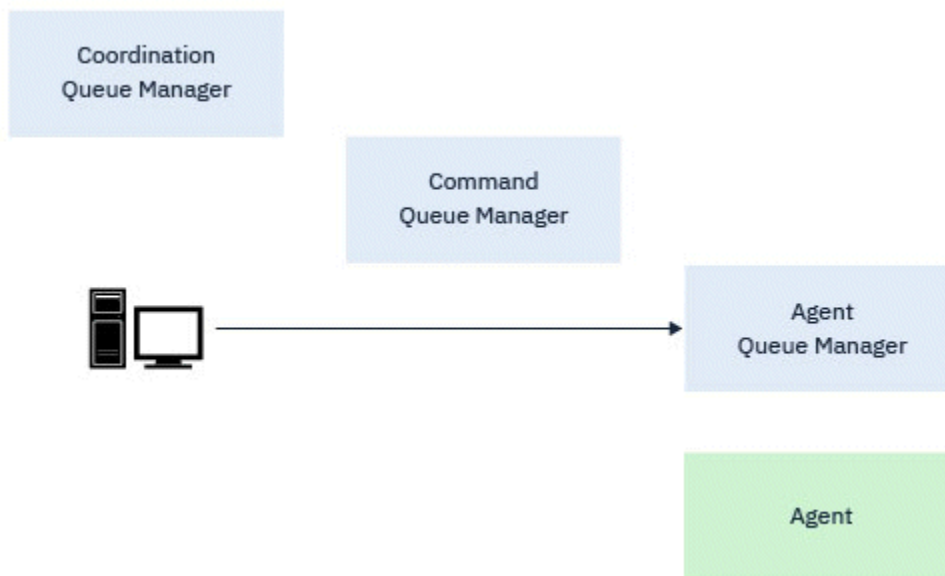 Coordination
Queue Manager
Command
Queue Manager
Agent
Queue Manager
Agent